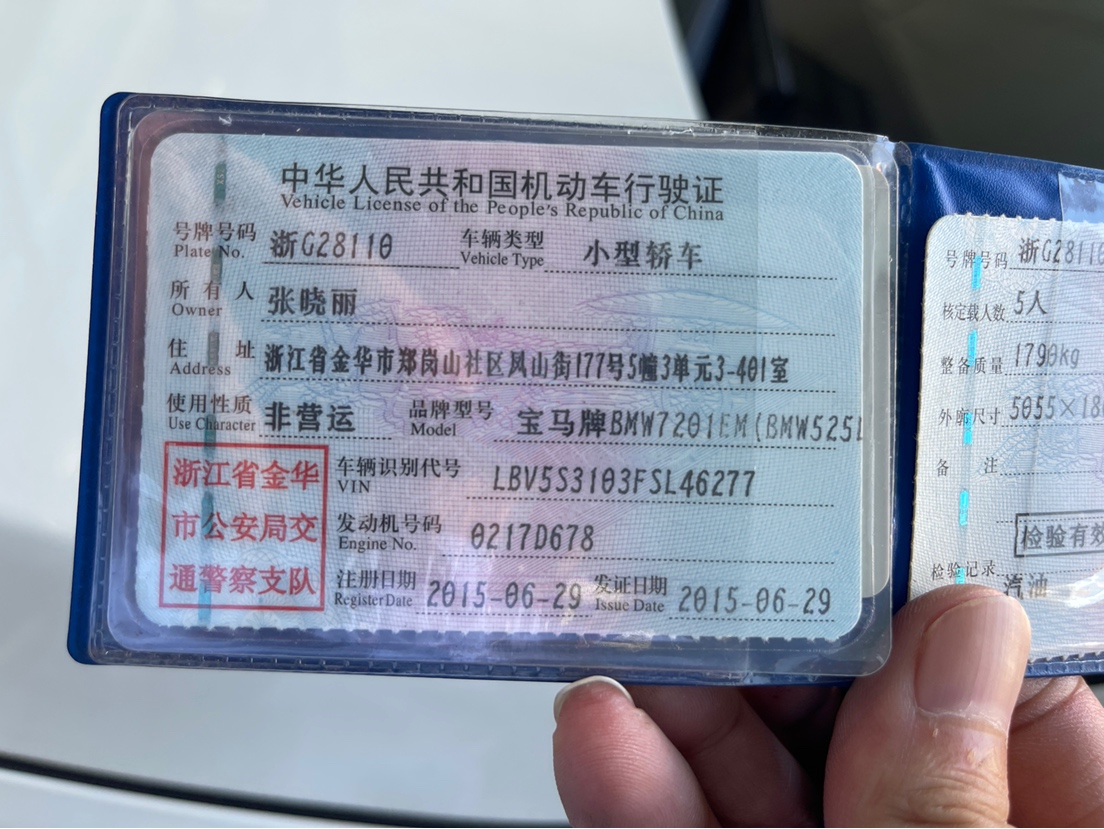 中华人民共和国机动车行驶证
Vehicle License of the People's Republic of China
号牌号码 浙G28110 车辆类型 小型轿车
Plate No. Vehicle Type
所有人 张晓丽
Owner
住址 浙江省金华市郑岗山社区凤山街177号5幢3单元3-401室
Address
使用性质 非营运 品牌型号 宝马牌BMW7201EM(BMW525L
Use Character Model
浙江省金华
市公安局交
通警察支队
车辆识别代号 LBV5S3103FSL46277
VIN
发动机号码 0217D678
Engine No.
注册日期 2015-06-29 发证日期 2015-06-29
Register Date Issue Date
号牌号码 浙G28110
核定载人数 5人
整备质量 1790kg
外廓尺寸 5055×18
备注
检验有效
检验记录
汽油